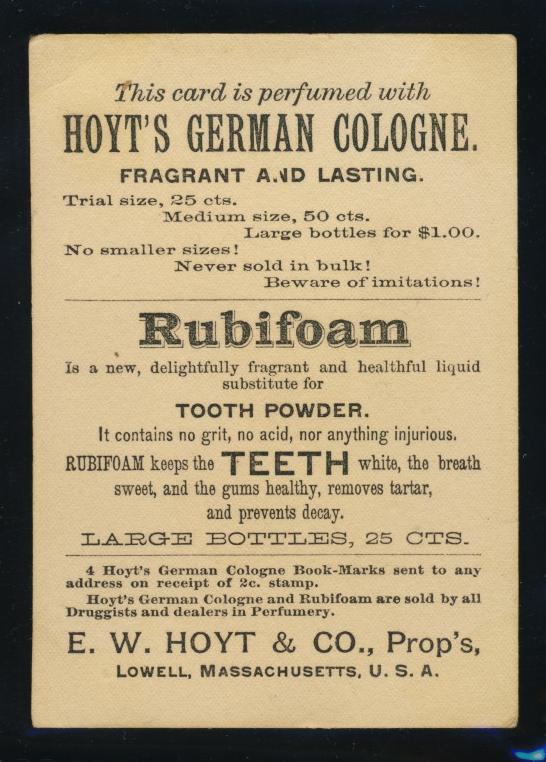 This card is perfumed with
HOYT'S GERMAN COLOGNE.
FRAGRANT AND LASTING.
Trial size, 25 cts.
Medium size, 50 cts.
Large bottles for $1.00.
No smaller sizes!
Never sold in bulk!
Beware of imitations!
Rubifoam
Is a new, delightfully fragrant and healthful liquid
substitute for
TOOTH POWDER.
It contains no grit, no acid, nor anything injurious.
RUBIFOAM keeps the TEETH white, the breath
sweet, and the gums healthy, removes tartar,
and prevents decay.
LARGE BOTTLES, 25 CTS.
4 Hoyt's German Cologne Book-Marks sent to any
address on receipt of 2c. stamp.
Hoyt's German Cologne and Rubifoam are sold by all
Druggists and dealers in Perfumery.
E. W. HOYT & CO., Prop's,
LOWELL, MASSACHUSETTS, U. S. A.